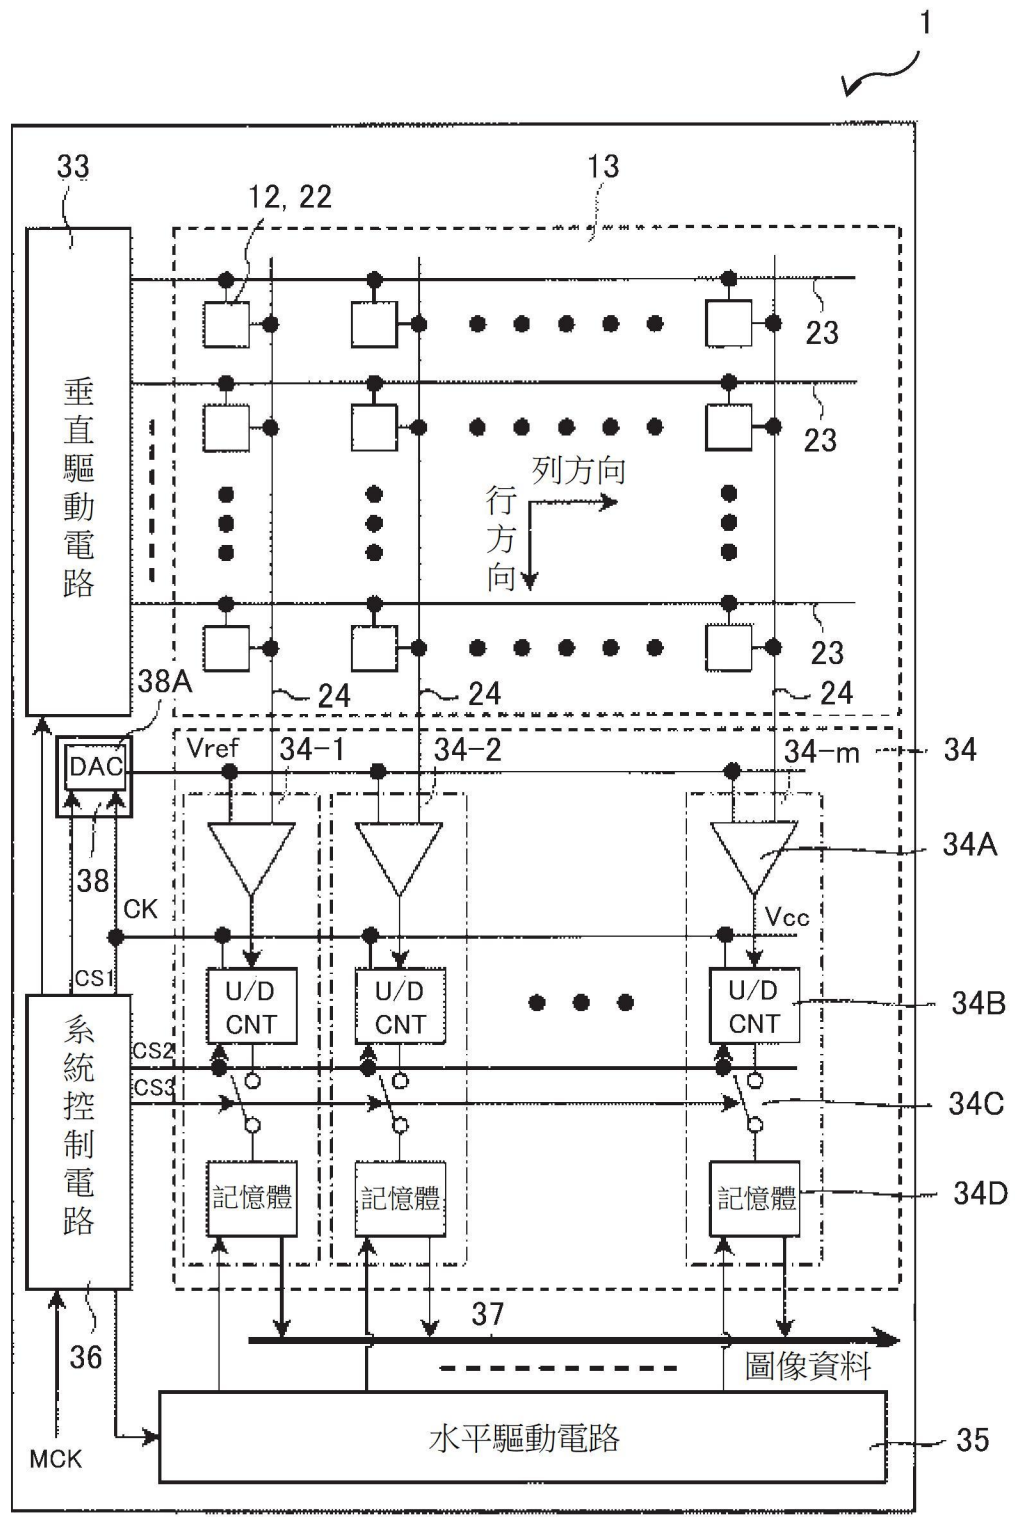 1
33
12, 22
13
23
垂直驅動電路
23
列方向
行方向
23
38A
24
24
24
DAC
Vref
34-1
34-2
34-m
34
34A
38
CK
Vcc
CS1
U/D
CNT
U/D
CNT
U/D
CNT
34B
系統控制電路
CS2
CS3
34C
記憶體
記憶體
記憶體
34D
37
36
圖像資料
水平驅動電路
35
MCK